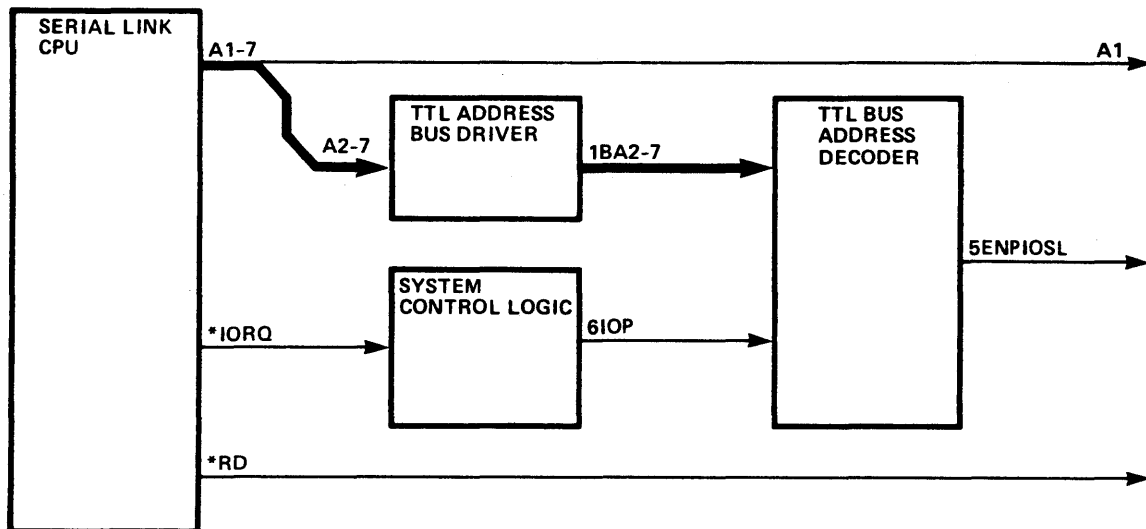 SERIAL LINK
CPU
A1-7
A1
TTL ADDRESS
BUS DRIVER
TTL BUS
ADDRESS
DECODER
A2-7
1BA2-7
5ENPIOSL
SYSTEM
CONTROL LOGIC
*IORQ
6IOP
*RD